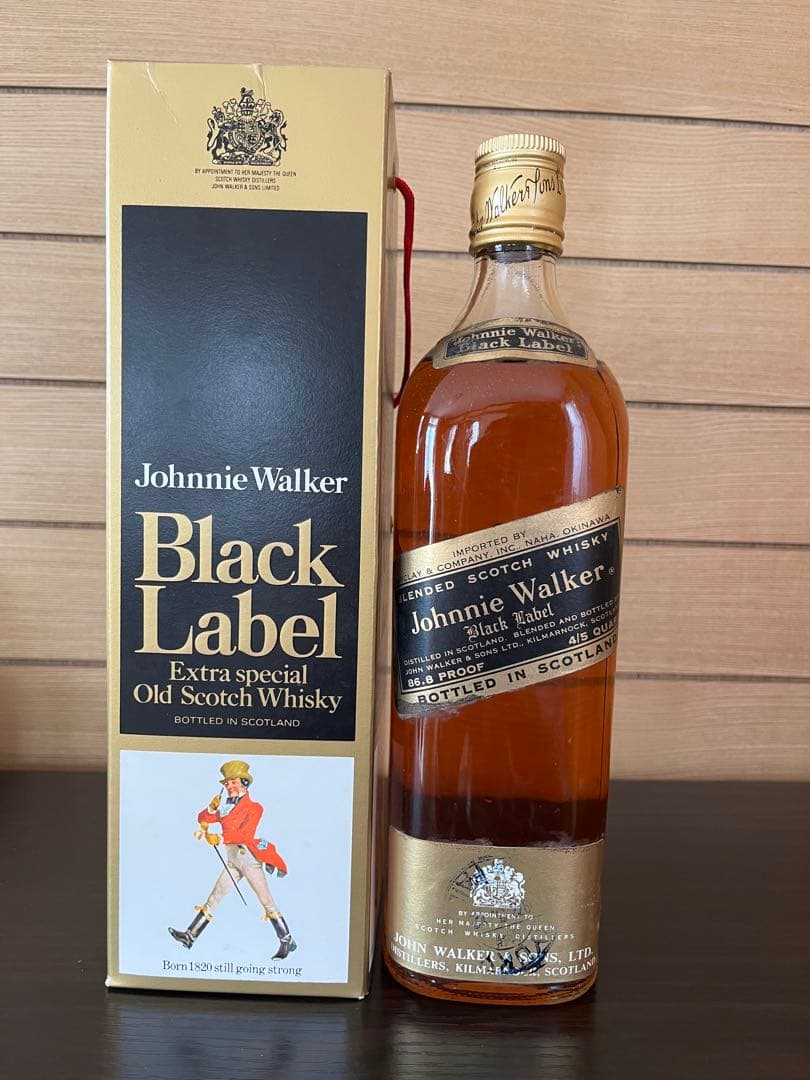 BY APPOINTMENT TO HER MAJESTY THE QUEEN
SCOTCH WHISKY DISTILLERS
JOHN WALKER & SONS LIMITED
Johnnie Walker
Black
Label
Extra special
Old Scotch Whisky
BOTTLED IN SCOTLAND
Born 1820 still going strong
Walker & Sons
Johnnie Walker
Black Label
IMPORTED BY
& COMPANY, INC. NAHA, OKINAWA
BLENDED SCOTCH WHISKY
Johnnie Walker ®
Black Label
DISTILLED IN SCOTLAND. BLENDED AND BOTTLED
JOHN WALKER & SONS LTD., KILMARNOCK,
86.8 PROOF 4/5
BOTTLED IN SCOTLAND
BY APPOINTMENT TO
HER MAJESTY THE QUEEN
SCOTCH WHISKY DISTILLERS
JOHN WALKER & SONS, LTD.
DISTILLERS, KILMARNOCK, SCOTLAND